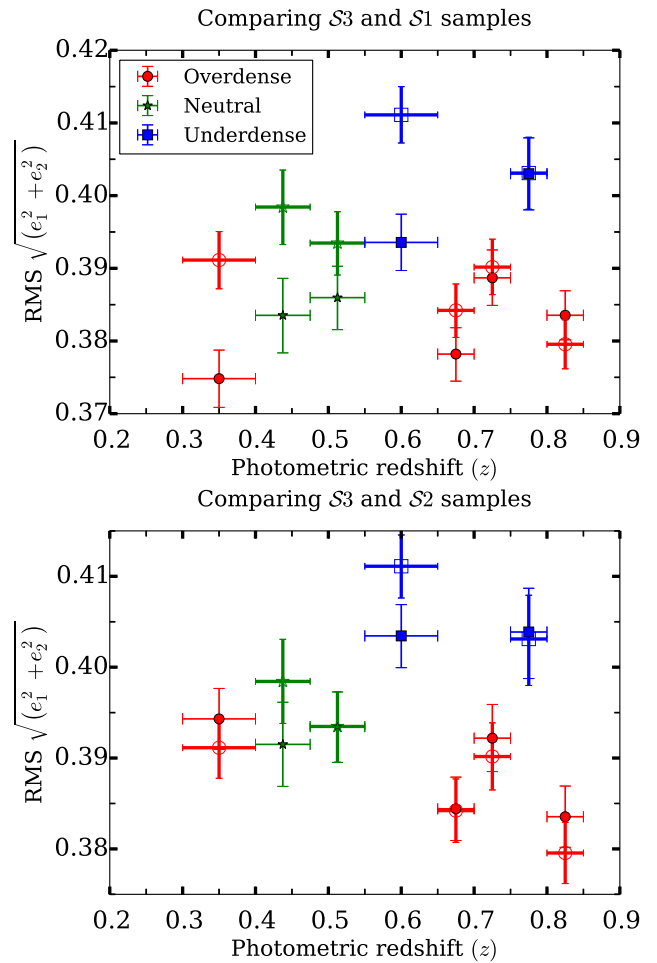 Comparing 𝒮3 and 𝒮1 samples
0.42
0.41
0.40
0.39
0.38
0.37
RMS √(e₁² + e₂²)
Overdense
Neutral
Underdense
0.2 0.3 0.4 0.5 0.6 0.7 0.8 0.9
Photometric redshift (z)
Comparing 𝒮3 and 𝒮2 samples
0.41
0.40
0.39
0.38
RMS √(e₁² + e₂²)
0.2 0.3 0.4 0.5 0.6 0.7 0.8 0.9
Photometric redshift (z)